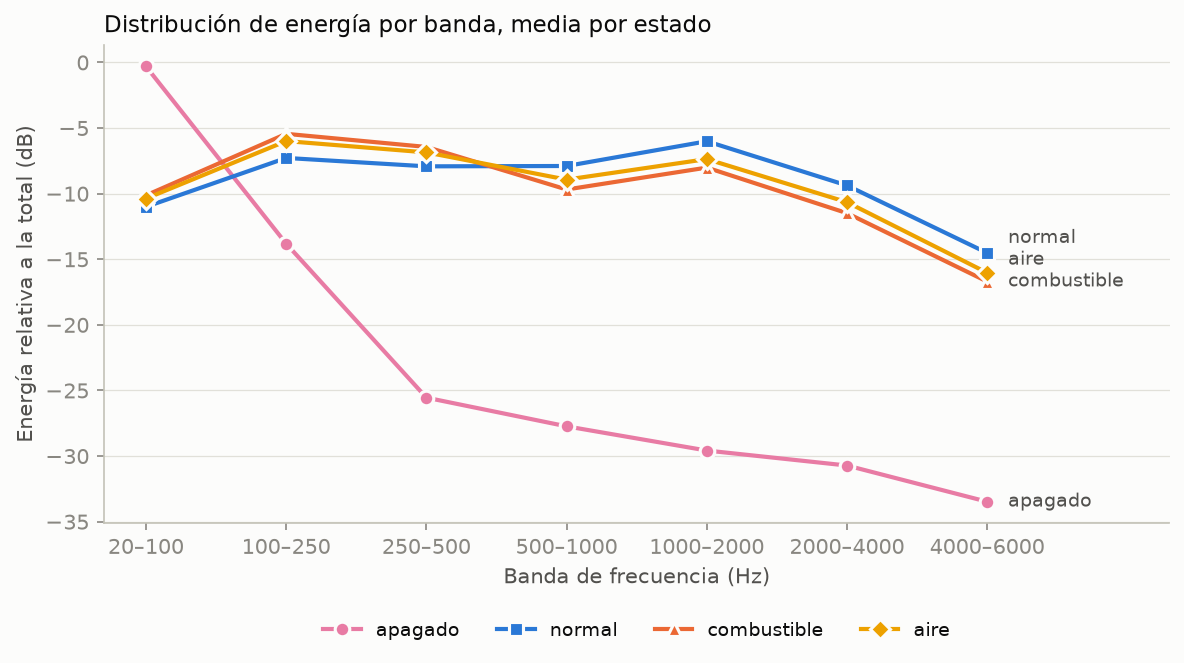 Distribución de energía por banda, media por estado
Energía relativa a la total (dB)
0
−5
−10
−15
−20
−25
−30
−35
normal
aire
combustible
apagado
20–100 100–250 250–500 500–1000 1000–2000 2000–4000 4000–6000
Banda de frecuencia (Hz)
apagado normal combustible aire